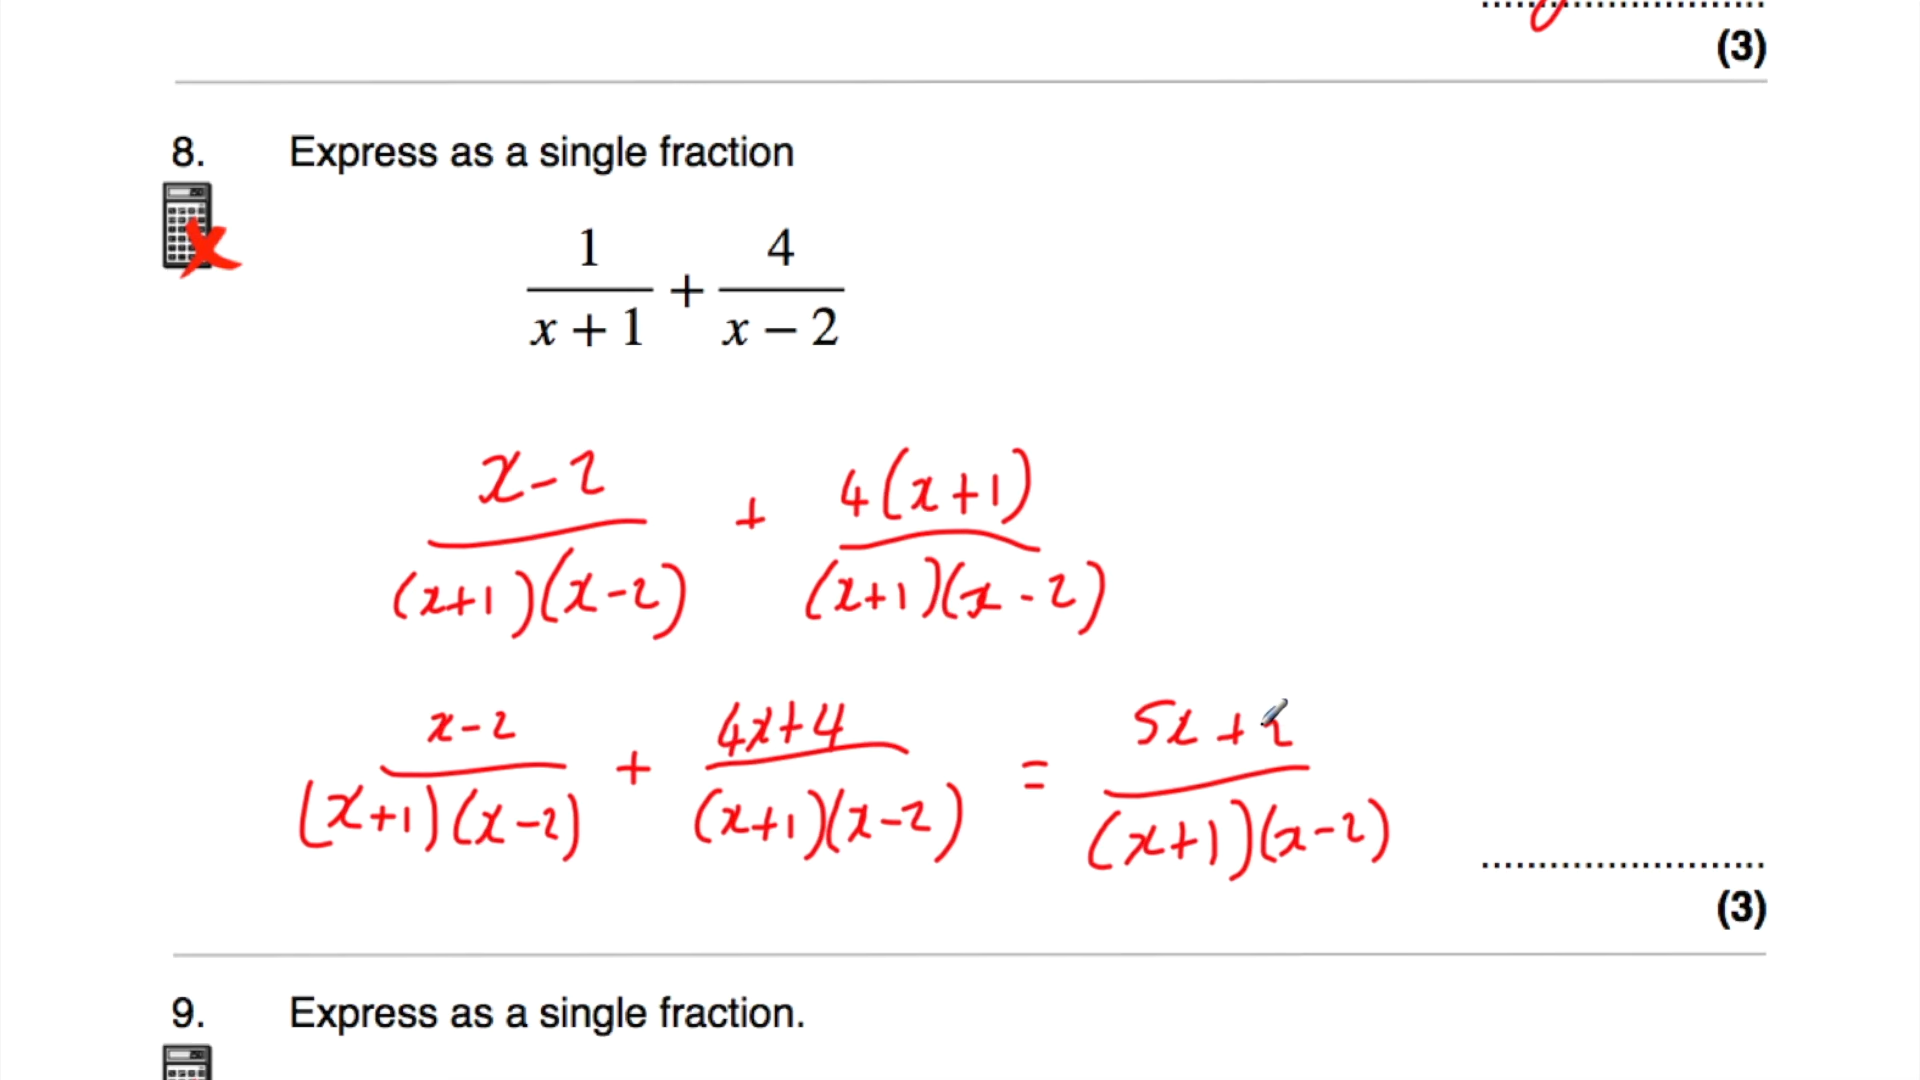 (3)
8. Express as a single fraction
1/(x + 1) + 4/(x − 2)
(x-2)/((x+1)(x-2)) + 4(x+1)/((x+1)(x-2))
(x-2)/((x+1)(x-2)) + (4x+4)/((x+1)(x-2)) = (5x+2)/((x+1)(x-2))
(3)
9. Express as a single fraction.